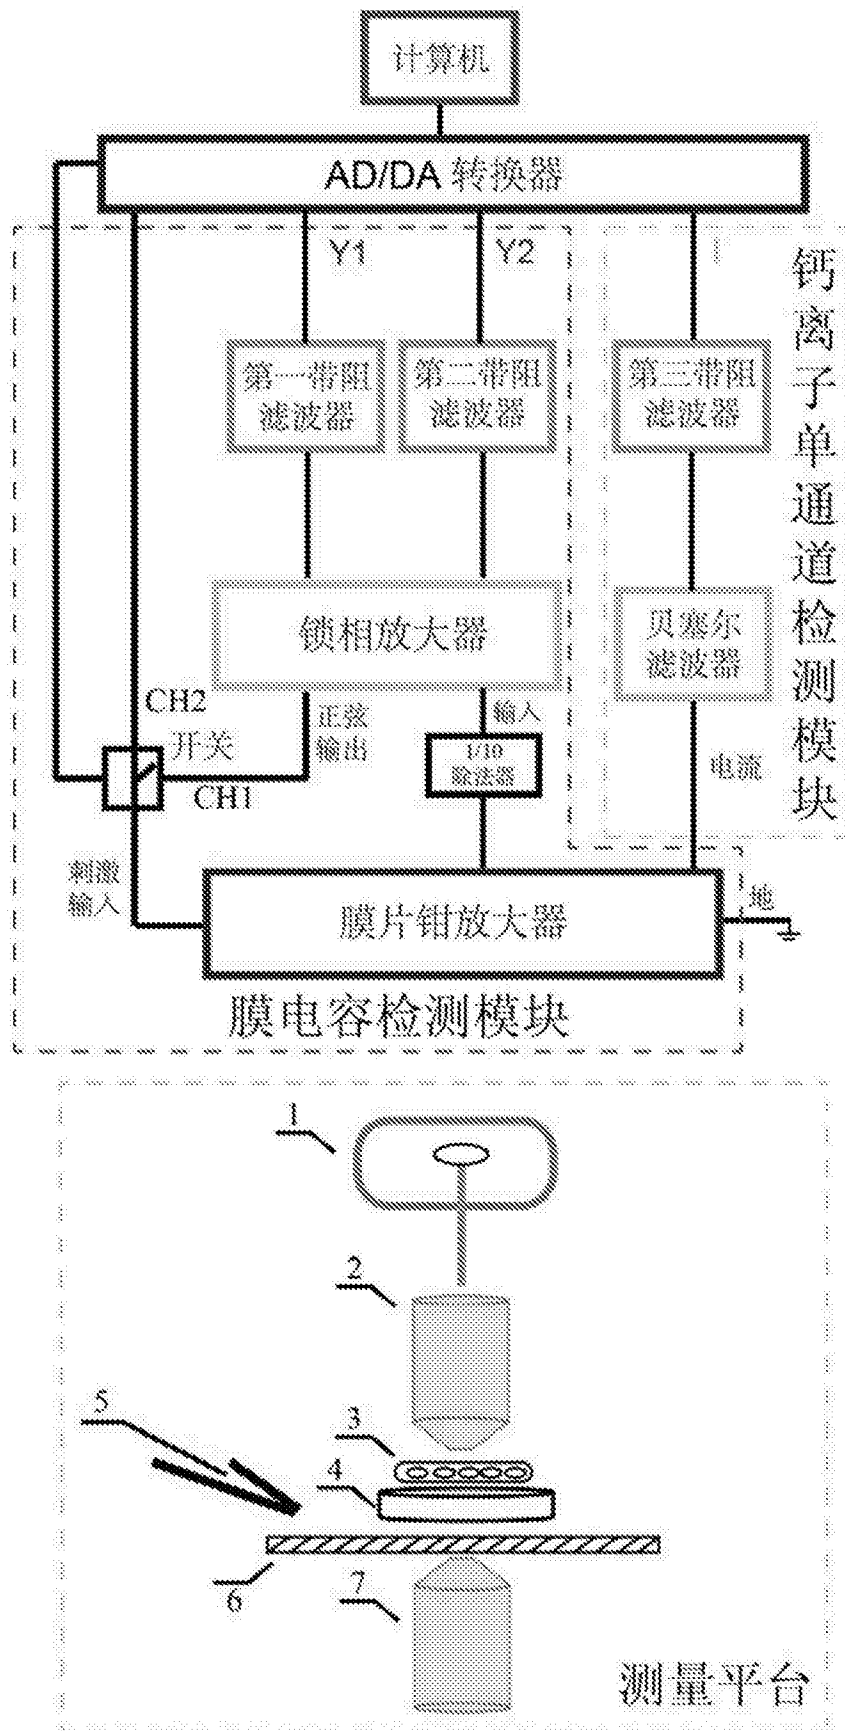 计算机
AD/DA 转换器
Y1
Y2
I
钙离子单通道检测模块
第一带阻
滤波器
第二带阻
滤波器
第三带阻
滤波器
锁相放大器
贝塞尔
滤波器
CH2
开关
正弦
输出
输入
1/10
除法器
电流
CH1
刺激
输入
膜片钳放大器
地
膜电容检测模块
1
2
5
3
4
6
7
测量平台